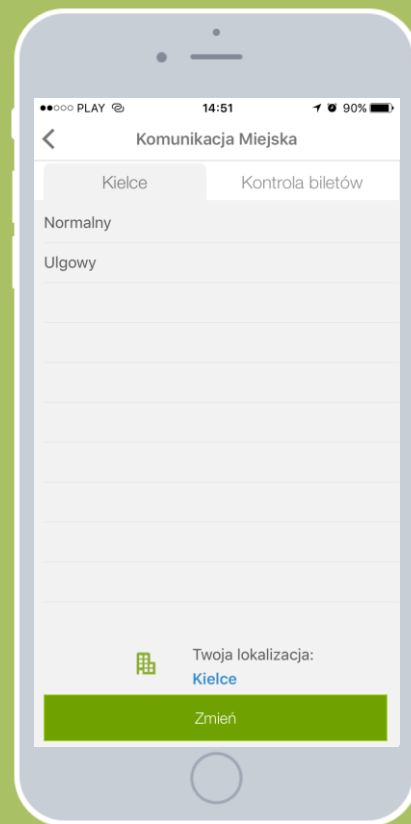 PLAY 14:51 90%
Komunikacja Miejska
Kielce Kontrola biletów
Normalny
Ulgowy
Twoja lokalizacja:
Kielce
Zmień